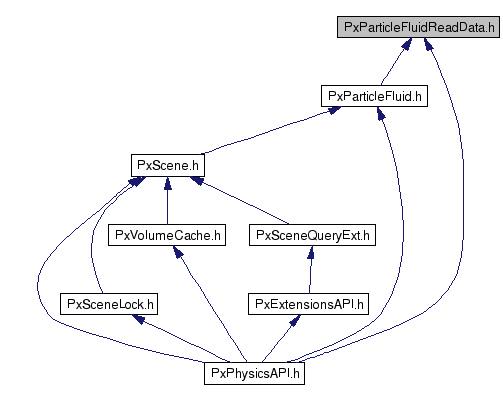 PxParticleFluidReadData.h
PxParticleFluid.h
PxScene.h
PxVolumeCache.h
PxSceneQueryExt.h
PxSceneLock.h
PxExtensionsAPI.h
PxPhysicsAPI.h